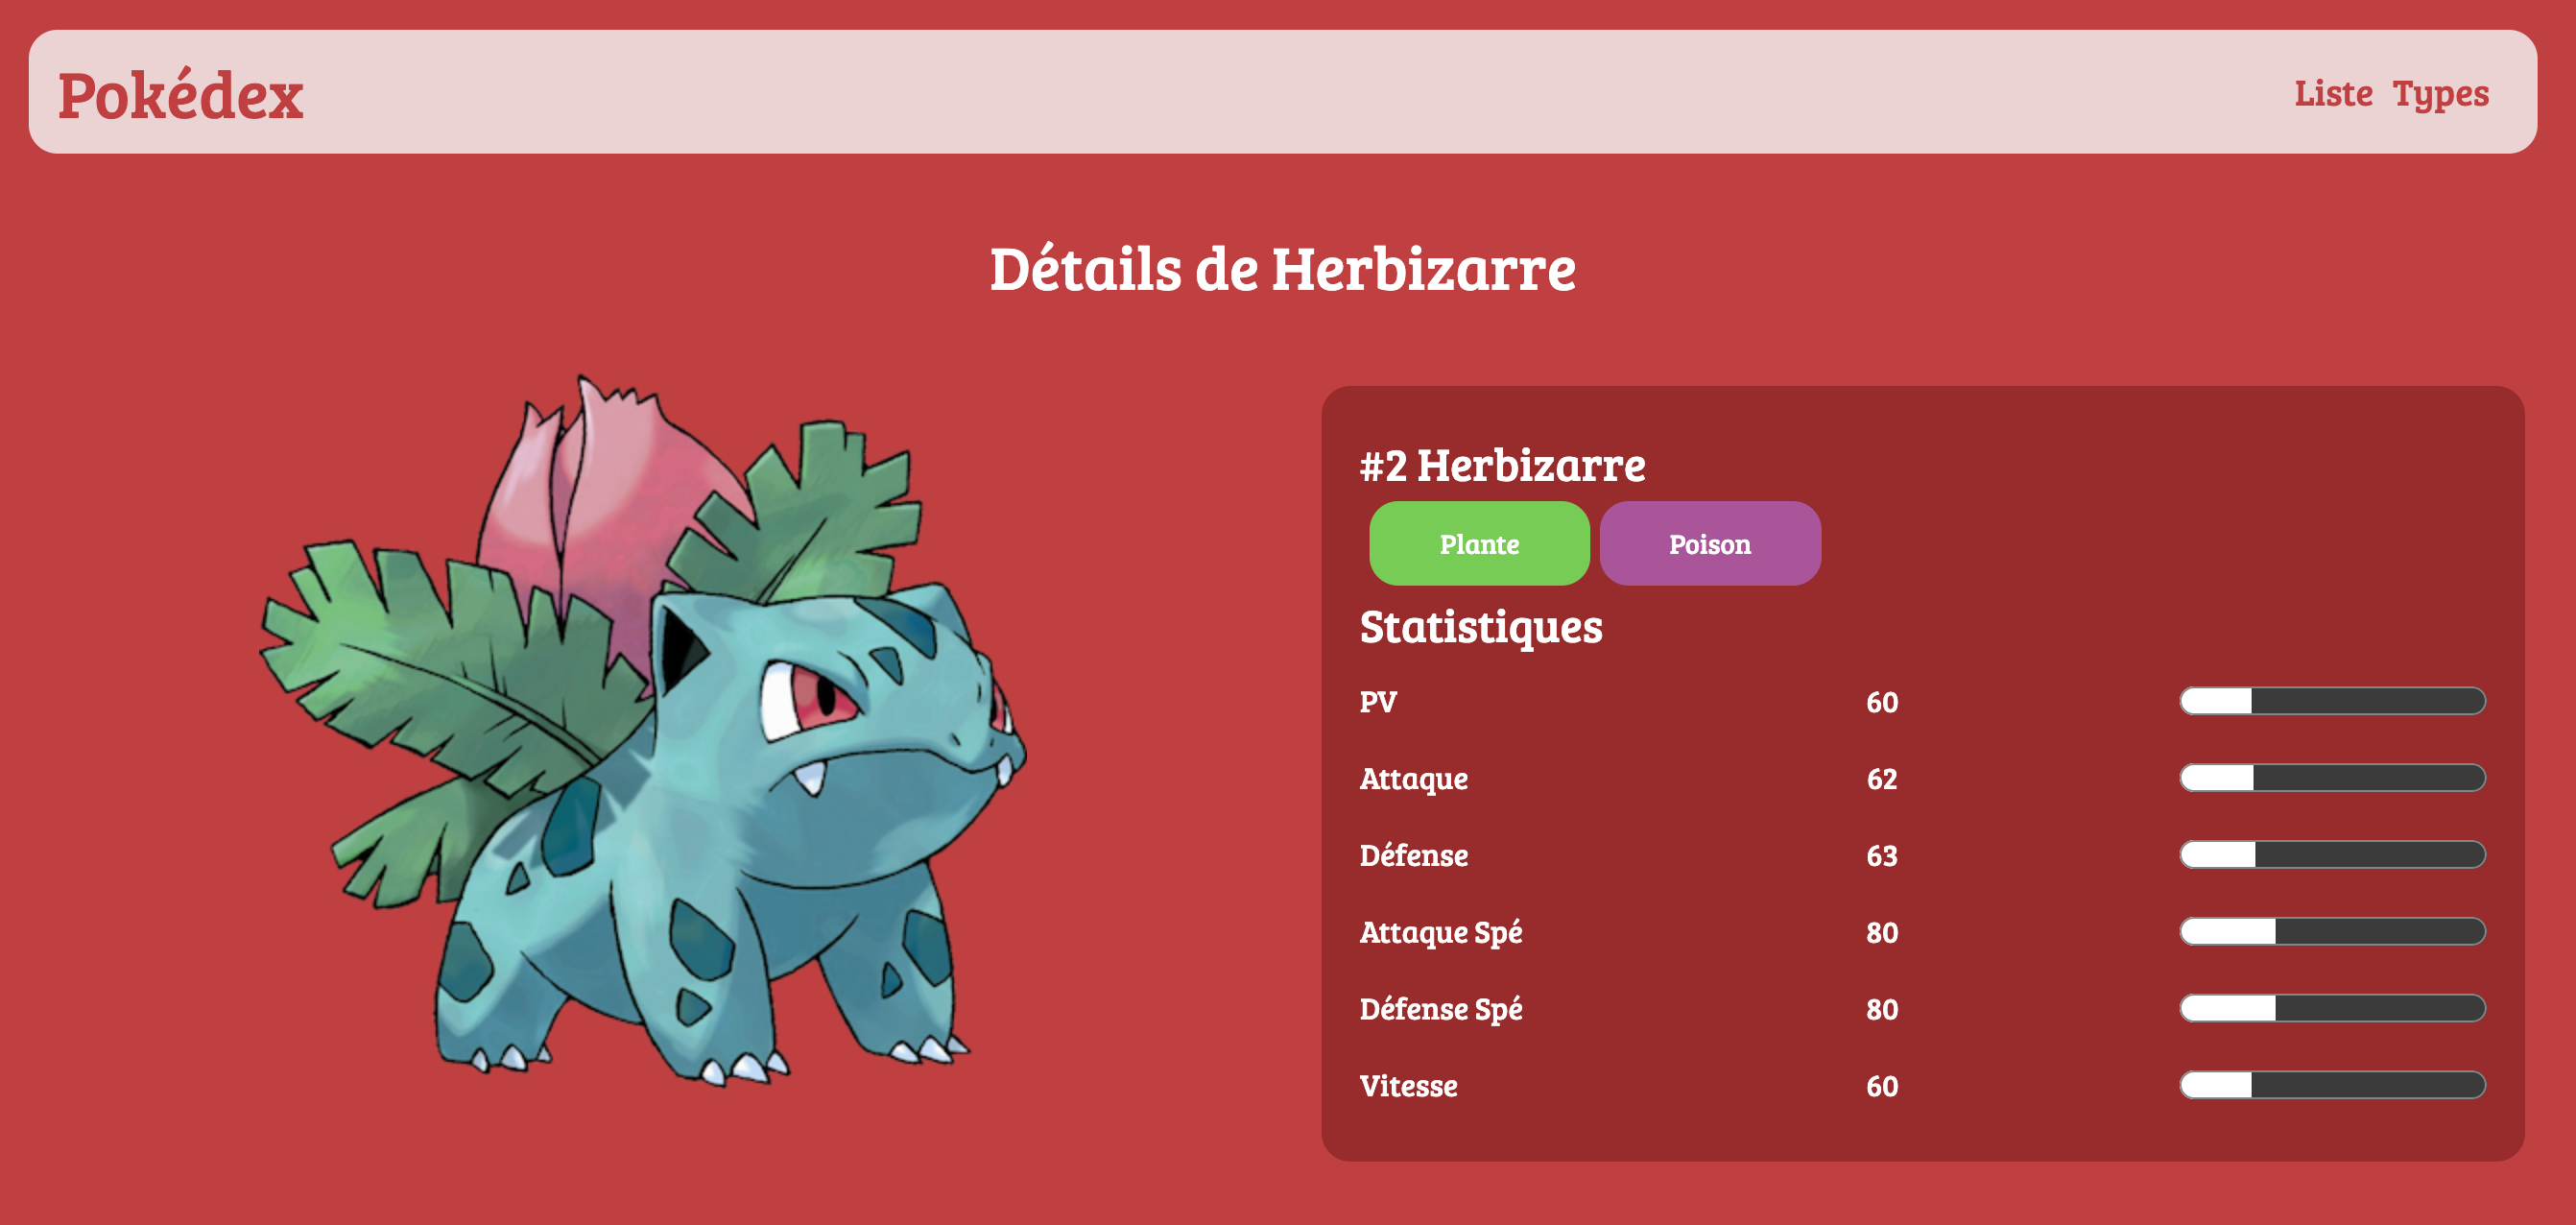 Pokédex
Liste Types
Détails de Herbizarre
#2 Herbizarre
Plante Poison
Statistiques
PV 60
Attaque 62
Défense 63
Attaque Spé 80
Défense Spé 80
Vitesse 60